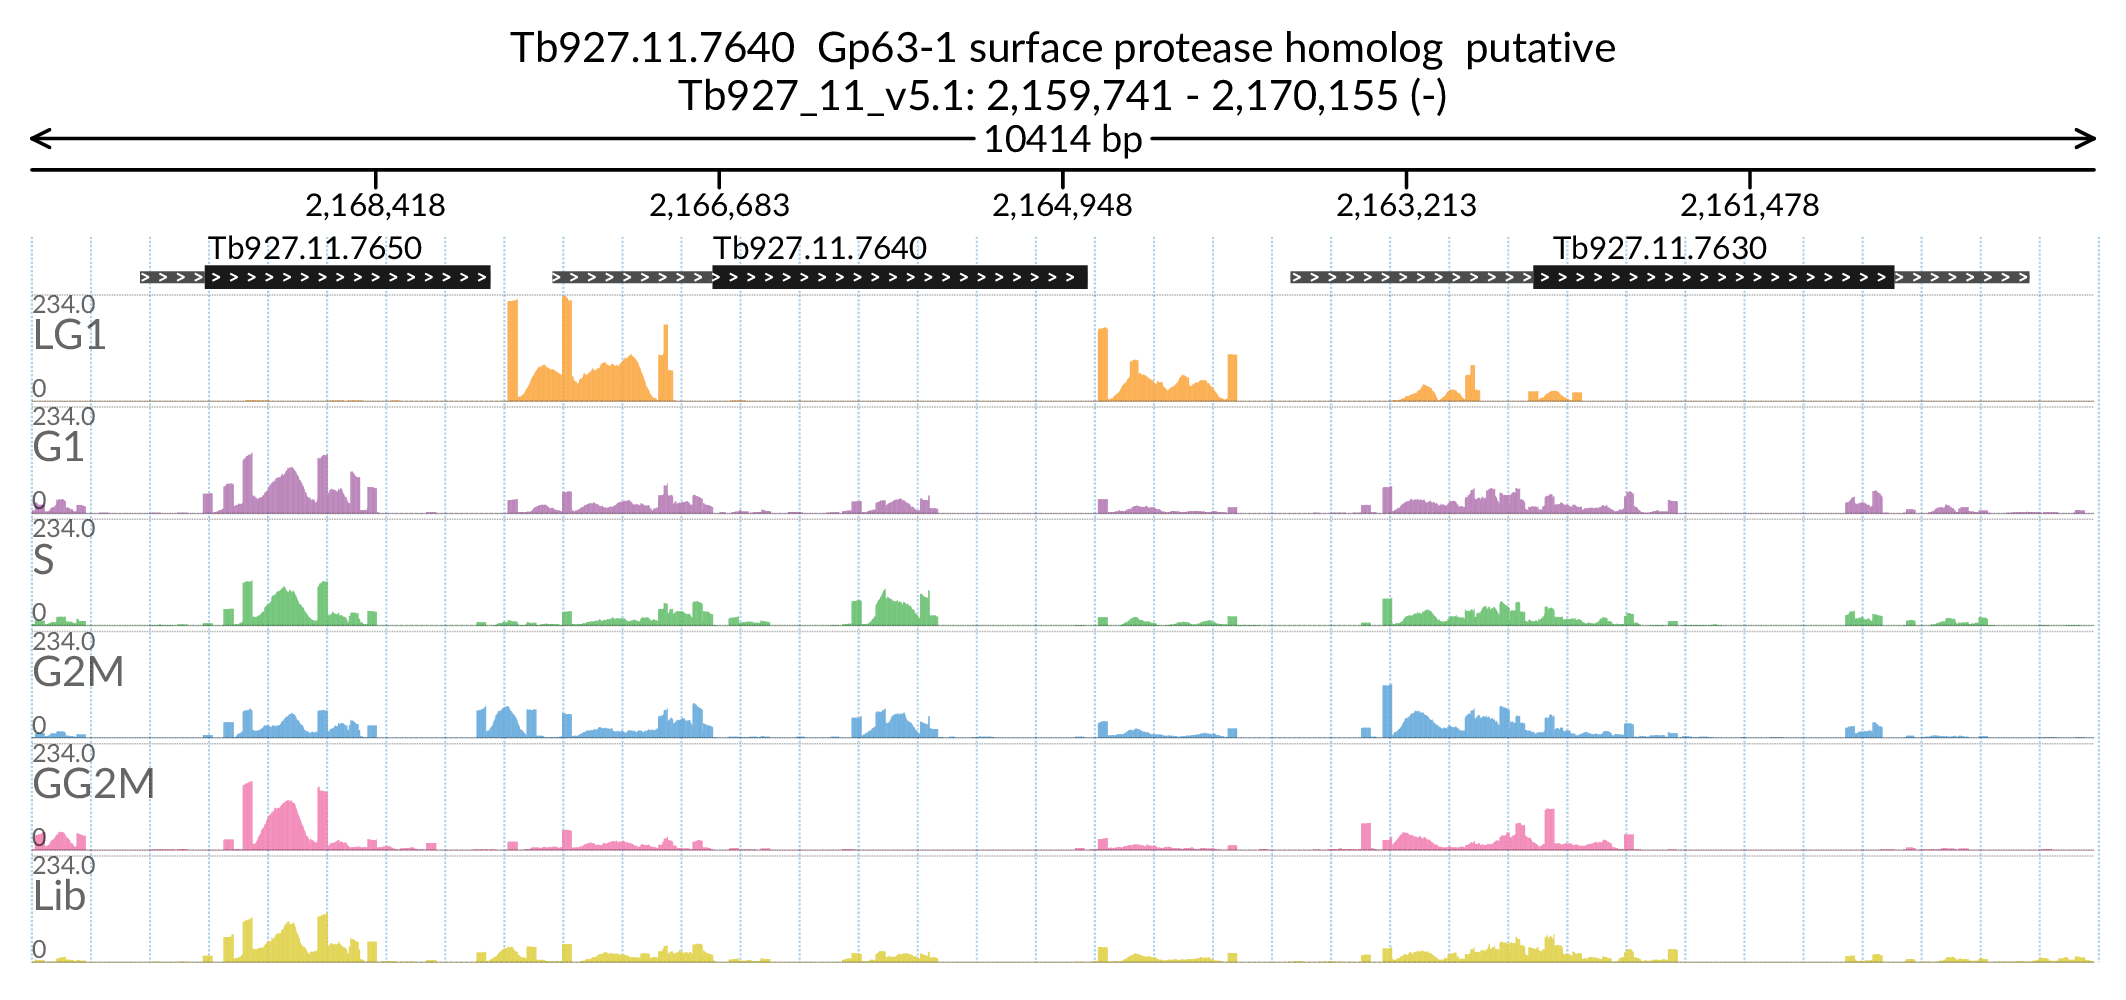 Tb927.11.7640  Gp63-1 surface protease homolog  putative
Tb927_11_v5.1: 2,159,741 - 2,170,155 (-)
10414 bp
2,168,418 2,166,683 2,164,948 2,163,213 2,161,478
Tb927.11.7650 Tb927.11.7640 Tb927.11.7630
234.0
LG1
0
234.0
G1
0
234.0
S
0
234.0
G2M
0
234.0
GG2M
0
234.0
Lib
0